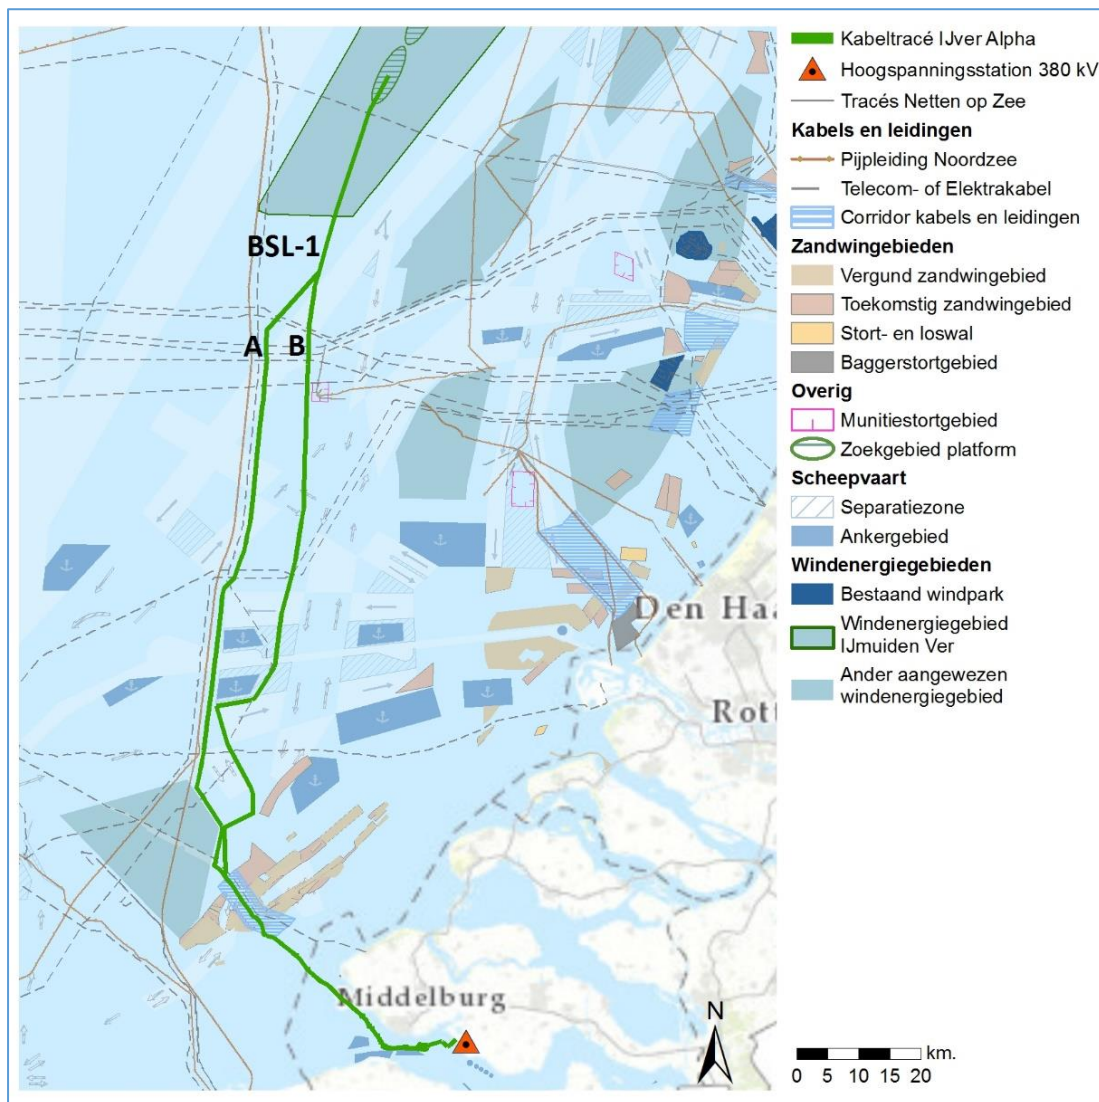 BSL-1
A
B
Den Haa
Rott
Middelburg
N
km.
0 5 10 15 20
Kabeltracé IJver Alpha
Hoogspanningsstation 380 kV
Tracés Netten op Zee
Kabels en leidingen
Pijpleiding Noordzee
Telecom- of Elektrakabel
Corridor kabels en leidingen
Zandwingebieden
Vergund zandwingebied
Toekomstig zandwingebied
Stort- en loswal
Baggerstortgebied
Overig
Munitiestortgebied
Zoekgebied platform
Scheepvaart
Separatiezone
Ankergebied
Windenergiegebieden
Bestaand windpark
Windenergiegebied
IJmuiden Ver
Ander aangewezen
windenergiegebied